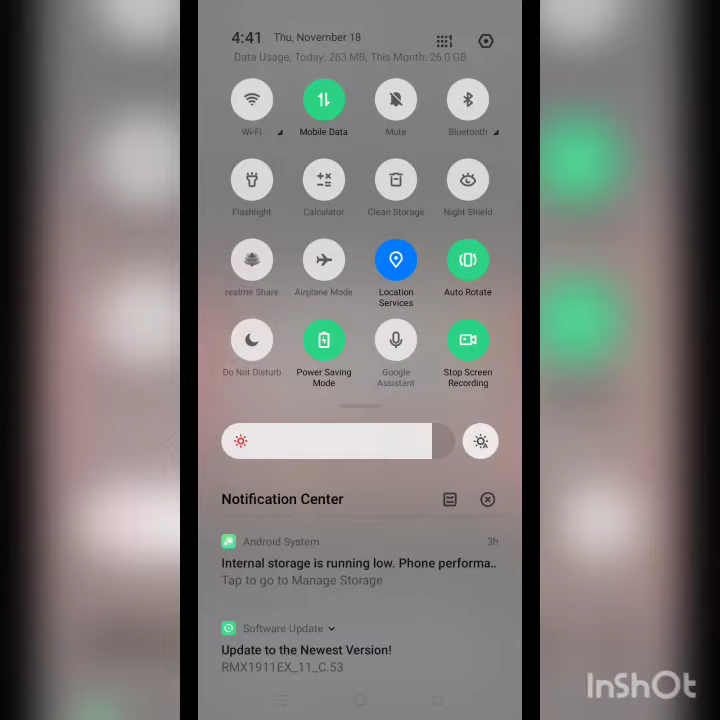 4:41 Thu, November 18
Data Usage, Today: 263 MB, This Month: 26.0 GB
Wi-Fi Mobile Data Mute Bluetooth
Flashlight Calculator Clean Storage Night Shield
realme Share Airplane Mode Location Services Auto Rotate
Do Not Disturb Power Saving Mode Google Assistant Stop Screen Recording
Notification Center
Android System 3h
Internal storage is running low. Phone performa..
Tap to go to Manage Storage
Software Update
Update to the Newest Version!
RMX1911EX_11_C.53
InShOt